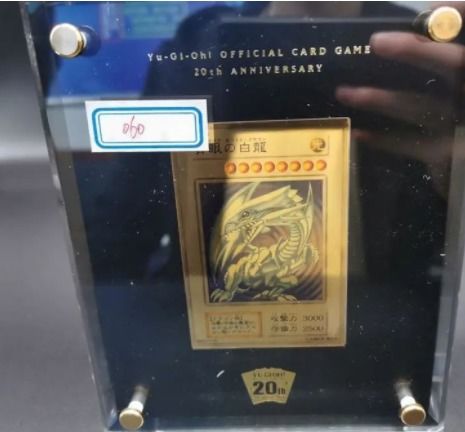 Yu-Gi-Oh! OFFICIAL CARD GAME
20th ANNIVERSARY
060
眼の白龍
攻撃力 3000
守備力 2500
YU-GI-OH!
20th